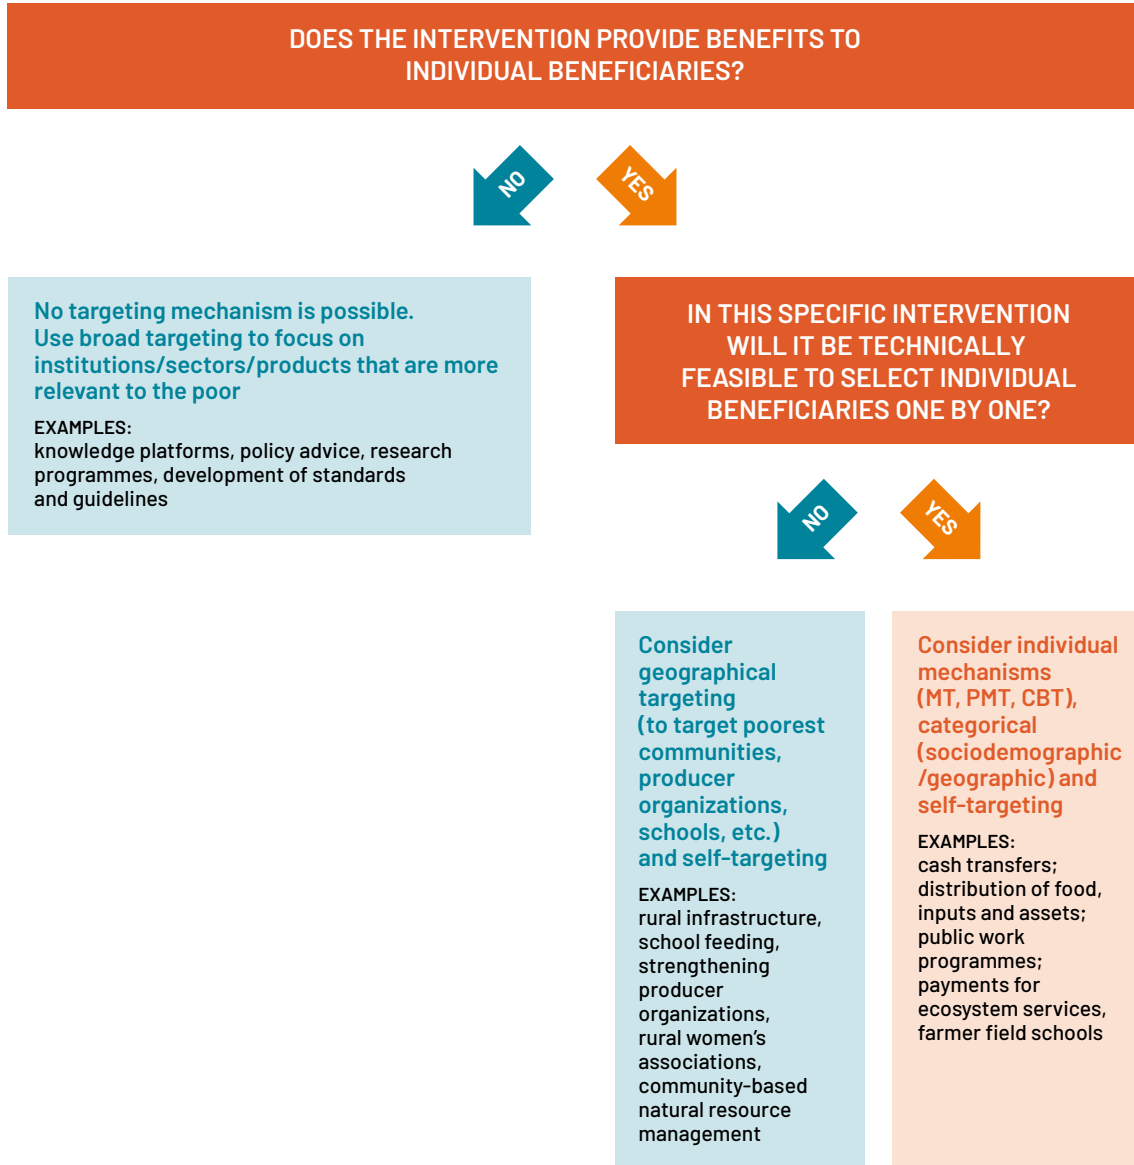 DOES THE INTERVENTION PROVIDE BENEFITS TO
INDIVIDUAL BENEFICIARIES?
NO
YES
No targeting mechanism is possible.
Use broad targeting to focus on
institutions/sectors/products that are more
relevant to the poor
EXAMPLES:
knowledge platforms, policy advice, research
programmes, development of standards
and guidelines
IN THIS SPECIFIC INTERVENTION
WILL IT BE TECHNICALLY
FEASIBLE TO SELECT INDIVIDUAL
BENEFICIARIES ONE BY ONE?
NO
YES
Consider
geographical
targeting
(to target poorest
communities,
producer
organizations,
schools, etc.)
and self-targeting
EXAMPLES:
rural infrastructure,
school feeding,
strengthening
producer
organizations,
rural women's
associations,
community-based
natural resource
management
Consider individual
mechanisms
(MT, PMT, CBT),
categorical
(sociodemographic
/geographic) and
self-targeting
EXAMPLES:
cash transfers;
distribution of food,
inputs and assets;
public work
programmes;
payments for
ecosystem services,
farmer field schools